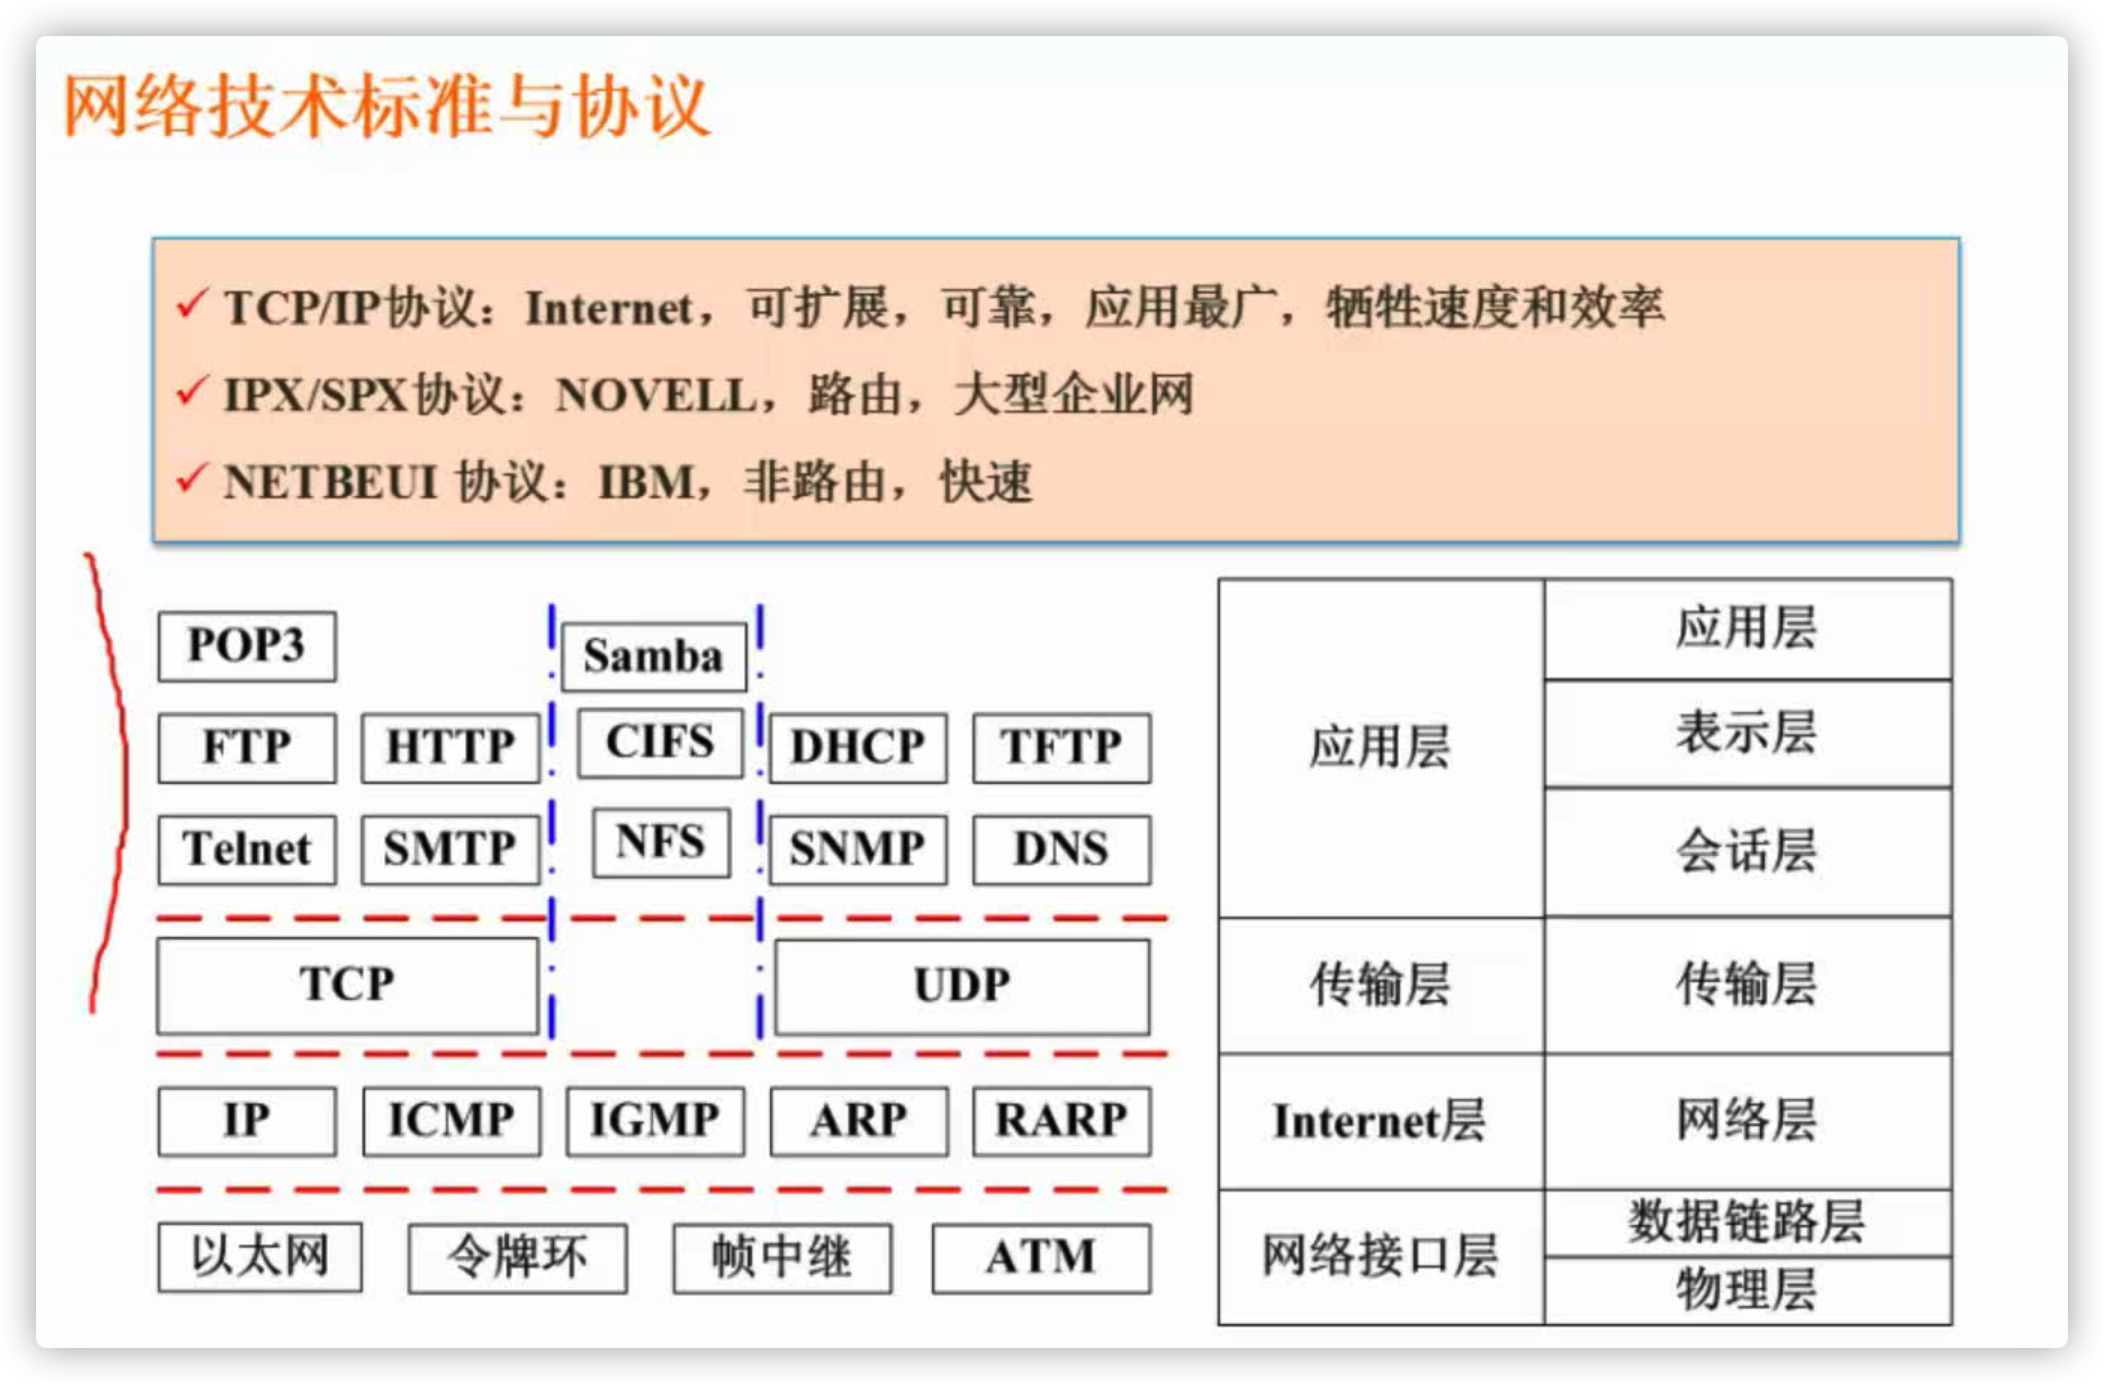 网络技术标准与协议
✓ TCP/IP协议：Internet，可扩展，可靠，应用最广，牺牲速度和效率
✓ IPX/SPX协议：NOVELL，路由，大型企业网
✓ NETBEUI 协议：IBM，非路由，快速
POP3 Samba
FTP HTTP CIFS DHCP TFTP
Telnet SMTP NFS SNMP DNS
TCP UDP
IP ICMP IGMP ARP RARP
以太网 令牌环 帧中继 ATM
应用层 应用层
表示层
会话层
传输层 传输层
Internet层 网络层
网络接口层 数据链路层
物理层